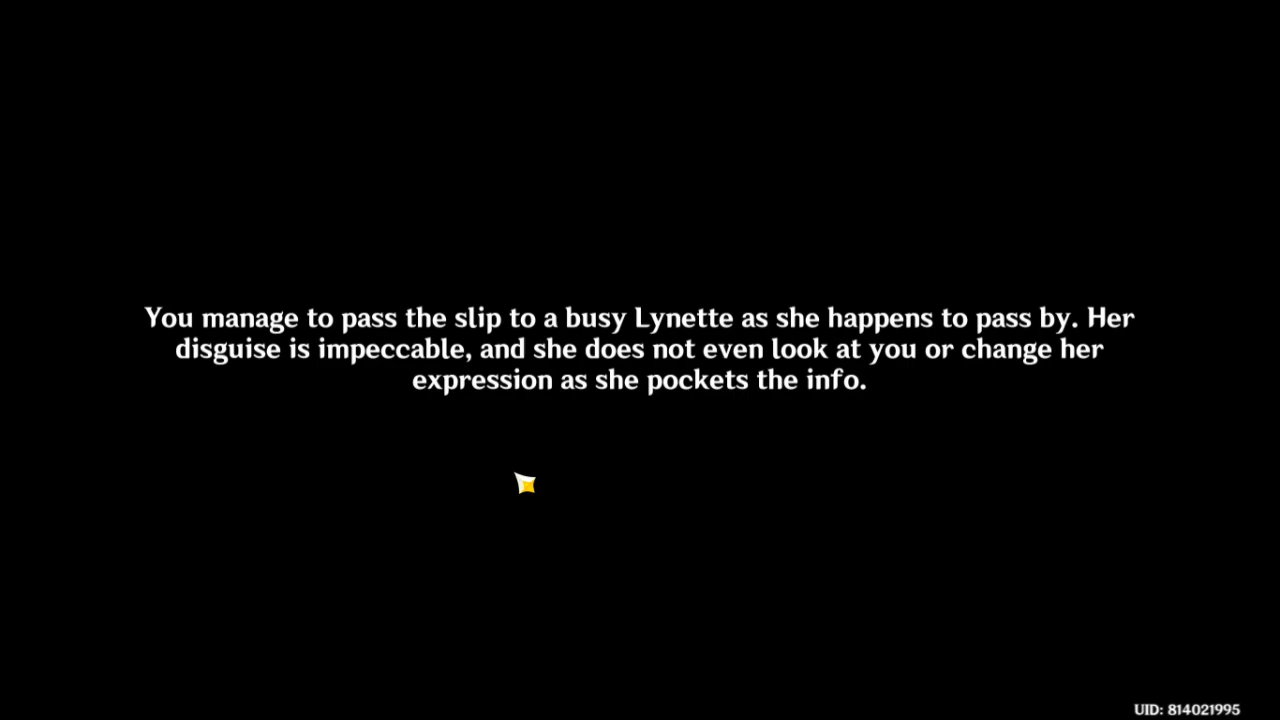 You manage to pass the slip to a busy Lynette as she happens to pass by. Her
disguise is impeccable, and she does not even look at you or change her
expression as she pockets the info.
UID: 814021995